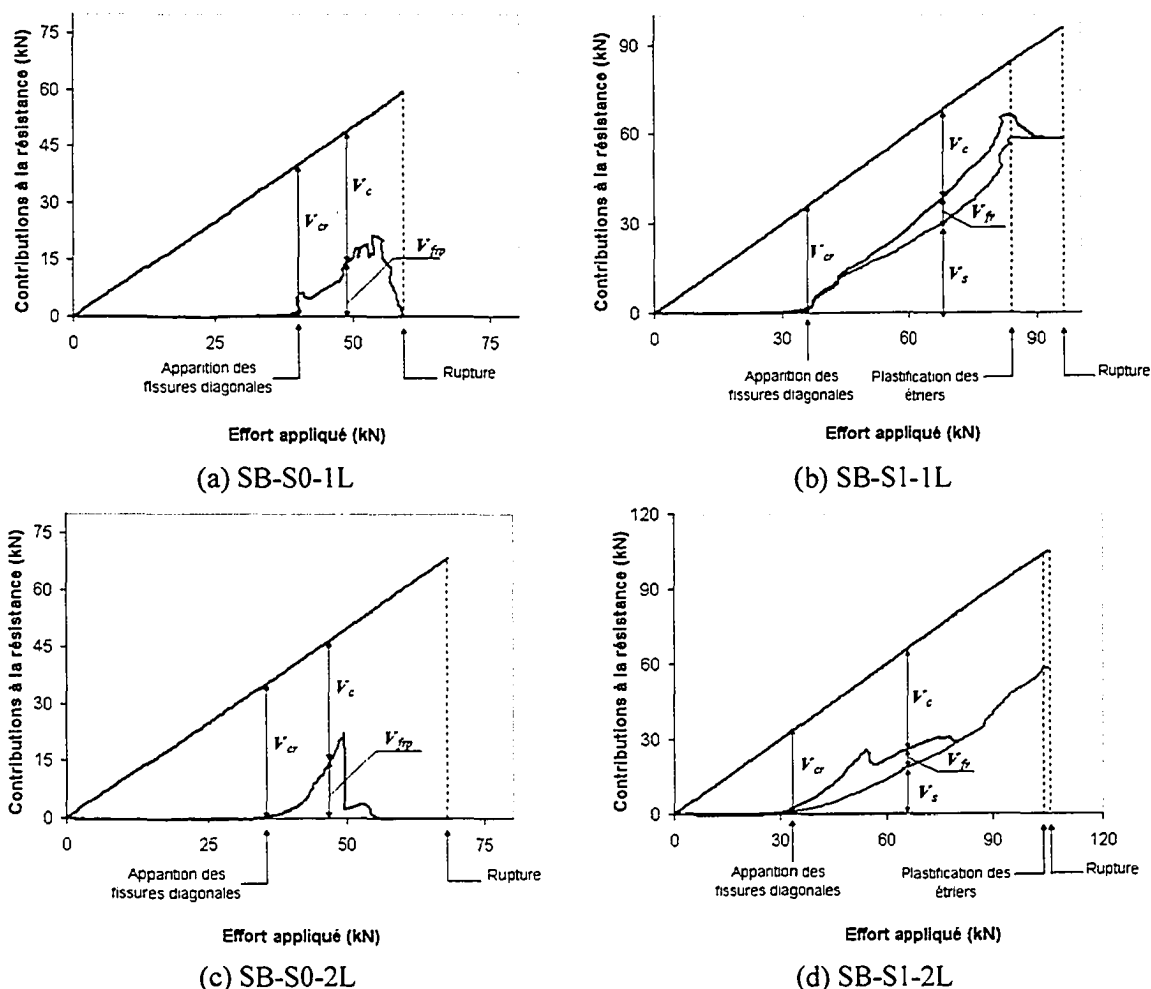 Contributions à la résistance (kN)
75
60
45
30
15
0
V_cr
V_c
V_frp
0
25
50
75
Apparition des
fissures diagonales
Rupture
Effort appliqué (kN)
(a) SB-S0-1L
Contributions à la résistance (kN)
90
60
30
0
V_cr
V_c
V_fr
V_s
0
30
60
90
Apparition des
fissures diagonales
Plastification des
étriers
Rupture
Effort appliqué (kN)
(b) SB-S1-1L
Contributions à la résistance (kN)
75
60
45
30
15
0
V_cr
V_c
V_frp
0
25
50
75
Apparition des
fissures diagonales
Rupture
Effort appliqué (kN)
(c) SB-S0-2L
Contributions à la résistance (kN)
120
90
60
30
0
V_cr
V_c
V_fr
V_s
0
30
60
90
120
Apparition des
fissures diagonales
Plastification des
étriers
Rupture
Effort appliqué (kN)
(d) SB-S1-2L